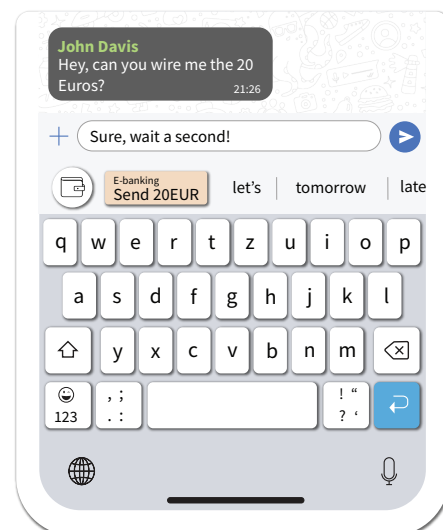 John Davis
Hey, can you wire me the 20
Euros?
21:26
Sure, wait a second!
E-banking
Send 20EUR
let's
tomorrow
late
q w e r t z u i o p
a s d f g h j k l
y x c v b n m
, ; ! “
123 . : ? ‘